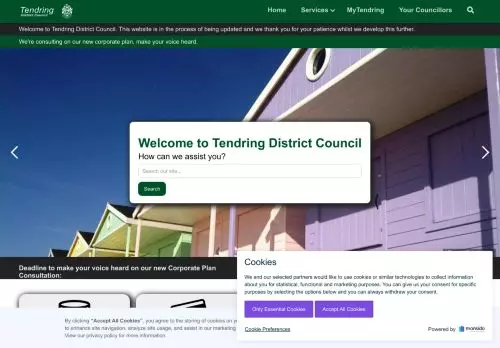 Tendring
District Council
Home
Services
MyTendring
Your Councillors
Welcome to Tendring District Council. This website is in the process of being updated and we thank you for your patience whilst we develop this further.
We're consulting on our new corporate plan, make your voice heard.
Welcome to Tendring District Council
How can we assist you?
Search our site...
Search
Deadline to make your voice heard on our new Corporate Plan
Consultation:
Cookies
We and our selected partners would like to use cookies or similar technologies to collect information
about you for statistical, functional and marketing purposes. You can give us your consent for specific
purposes by selecting the options below and you can always withdraw your consent.
Only Essential Cookies
Accept All Cookies
Cookie Preferences
Powered by
monsido
By clicking "Accept All Cookies", you agree to the storing of cookies on yo
to enhance site navigation, analyze site usage, and assist in our marketing
View our privacy policy for more information.